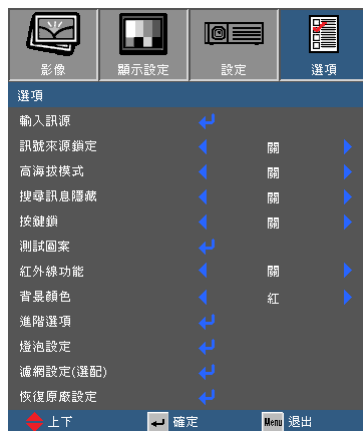 影像 顯示設定 設定 選項
選項
輸入訊源
訊號來源鎖定 關
高海拔模式 關
搜尋訊息隱藏 關
按鍵鎖 關
測試圖案
紅外線功能 關
背景顏色 紅
進階選項
燈泡設定
濾網設定(選配)
恢復原廠設定
上下 確定 Menu 退出